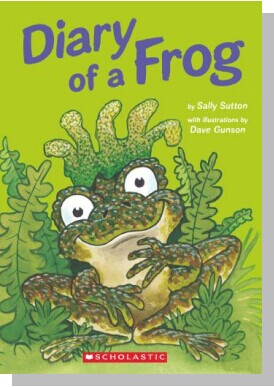 Diary
of a Frog
by Sally Sutton
with illustrations by
Dave Gunson
SCHOLASTIC